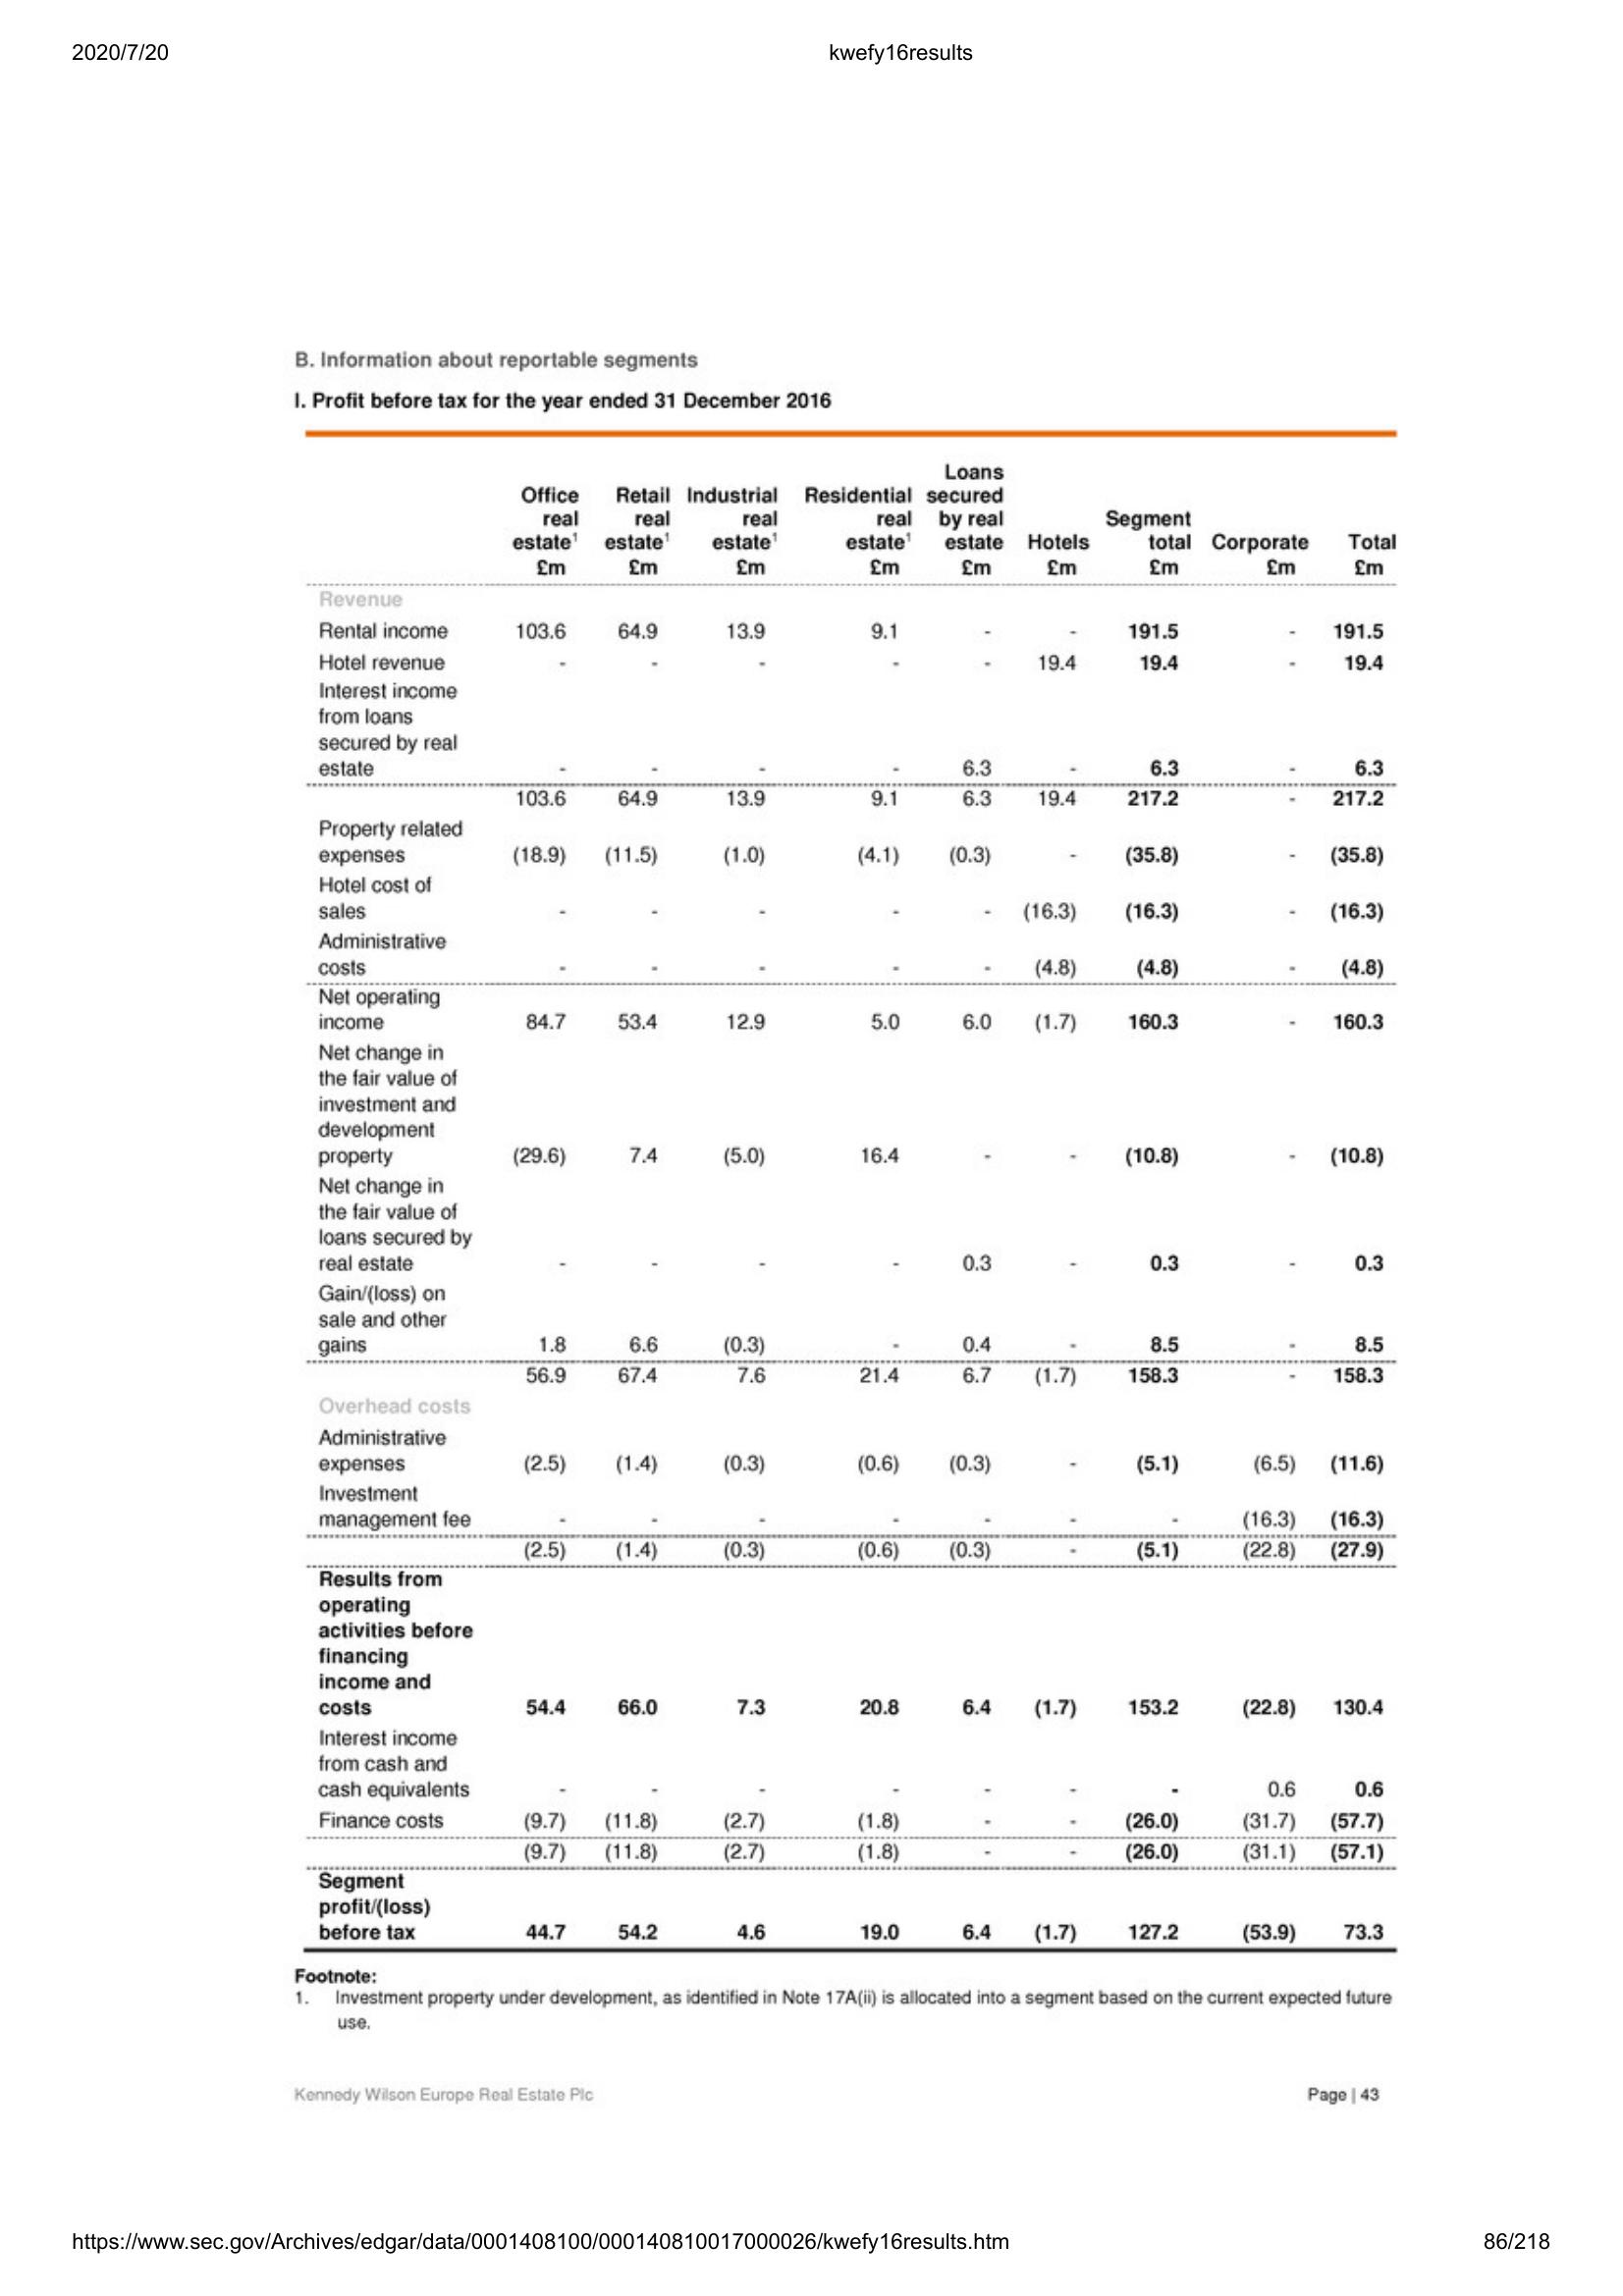 2020/7/20 kwefy16results
B. Information about reportable segments
I. Profit before tax for the year ended 31 December 2016
Loans
Office Retail Industrial Residential secured
real real real real by real Segment
estate¹ estate¹ estate¹ estate¹ estate Hotels total Corporate Total
£m £m £m £m £m £m £m £m £m
Revenue
Rental income 103.6 64.9 13.9 9.1 - - 191.5 - 191.5
Hotel revenue - - - - - 19.4 19.4 - 19.4
Interest income
from loans
secured by real
estate - - - - 6.3 - 6.3 - 6.3
103.6 64.9 13.9 9.1 6.3 19.4 217.2 - 217.2
Property related
expenses (18.9) (11.5) (1.0) (4.1) (0.3) - (35.8) - (35.8)
Hotel cost of
sales - - - - - (16.3) (16.3) - (16.3)
Administrative
costs - - - - - (4.8) (4.8) - (4.8)
Net operating
income 84.7 53.4 12.9 5.0 6.0 (1.7) 160.3 - 160.3
Net change in
the fair value of
investment and
development
property (29.6) 7.4 (5.0) 16.4 - - (10.8) - (10.8)
Net change in
the fair value of
loans secured by
real estate - - - - 0.3 - 0.3 - 0.3
Gain/(loss) on
sale and other
gains 1.8 6.6 (0.3) - 0.4 - 8.5 - 8.5
56.9 67.4 7.6 21.4 6.7 (1.7) 158.3 - 158.3
Overhead costs
Administrative
expenses (2.5) (1.4) (0.3) (0.6) (0.3) - (5.1) (6.5) (11.6)
Investment
management fee - - - - - - - (16.3) (16.3)
(2.5) (1.4) (0.3) (0.6) (0.3) - (5.1) (22.8) (27.9)
Results from
operating
activities before
financing
income and
costs 54.4 66.0 7.3 20.8 6.4 (1.7) 153.2 (22.8) 130.4
Interest income
from cash and
cash equivalents - - - - - - - 0.6 0.6
Finance costs (9.7) (11.8) (2.7) (1.8) - - (26.0) (31.7) (57.7)
(9.7) (11.8) (2.7) (1.8) - - (26.0) (31.1) (57.1)
Segment
profit/(loss)
before tax 44.7 54.2 4.6 19.0 6.4 (1.7) 127.2 (53.9) 73.3
Footnote:
1. Investment property under development, as identified in Note 17A(ii) is allocated into a segment based on the current expected future
use.
Kennedy Wilson Europe Real Estate Plc Page | 43
https://www.sec.gov/Archives/edgar/data/0001408100/000140810017000026/kwefy16results.htm 86/218